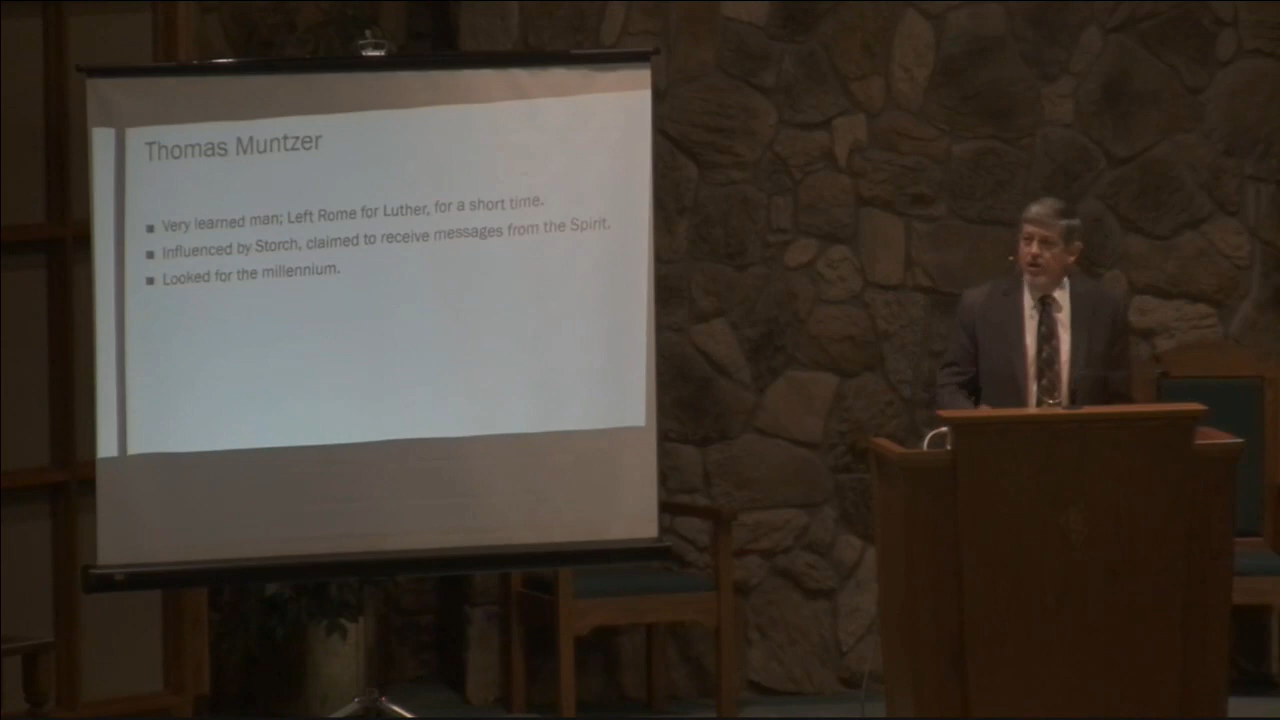 Thomas Muntzer
▪ Very learned man; Left Rome for Luther, for a short time.
▪ Influenced by Storch, claimed to receive messages from the Spirit.
▪ Looked for the millennium.